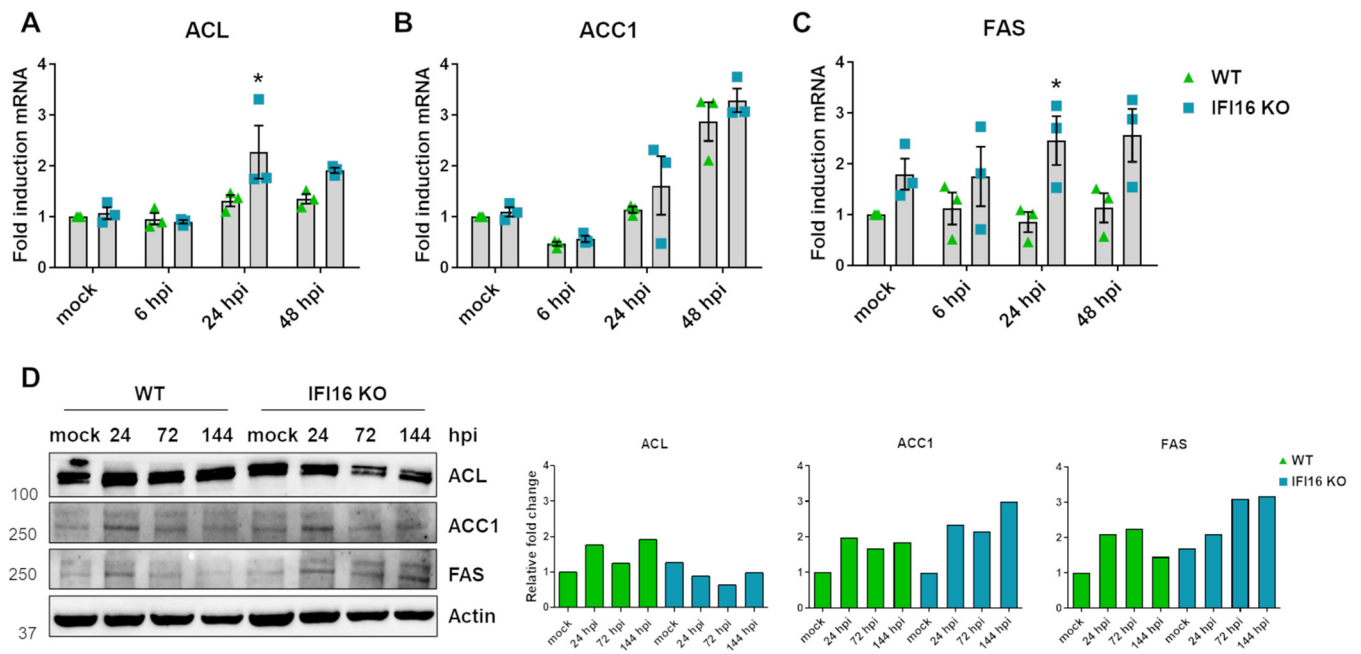 A
ACL
Fold induction mRNA
4
3
2
1
0
*
mock
6 hpi
24 hpi
48 hpi
B
ACC1
Fold induction mRNA
4
3
2
1
0
mock
6 hpi
24 hpi
48 hpi
C
FAS
Fold induction mRNA
4
3
2
1
0
*
mock
6 hpi
24 hpi
48 hpi
WT
IFI16 KO
D
WT IFI16 KO
mock 24 72 144 mock 24 72 144 hpi
100 ACL
250 ACC1
250 FAS
37 Actin
ACL
Relative fold change
4
3
2
1
0
mock
24 hpi
72 hpi
144 hpi
mock
24 hpi
72 hpi
144 hpi
ACC1
4
3
2
1
0
mock
24 hpi
72 hpi
144 hpi
mock
24 hpi
72 hpi
144 hpi
FAS
4
3
2
1
0
mock
24 hpi
72 hpi
144 hpi
mock
24 hpi
72 hpi
144 hpi
WT
IFI16 KO